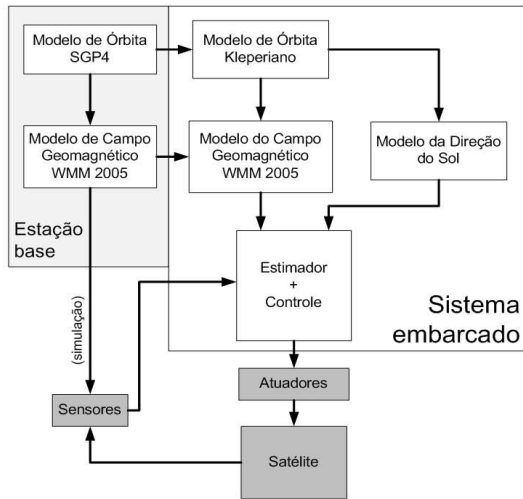 Modelo de Órbita
SGP4
Modelo de Órbita
Kleperiano
Modelo de Campo
Geomagnético
WMM 2005
Modelo do Campo
Geomagnético
WMM 2005
Modelo da Direção
do Sol
Estação
base
Estimador
+
Controle
Sistema
embarcado
(simulação)
Atuadores
Sensores
Satélite